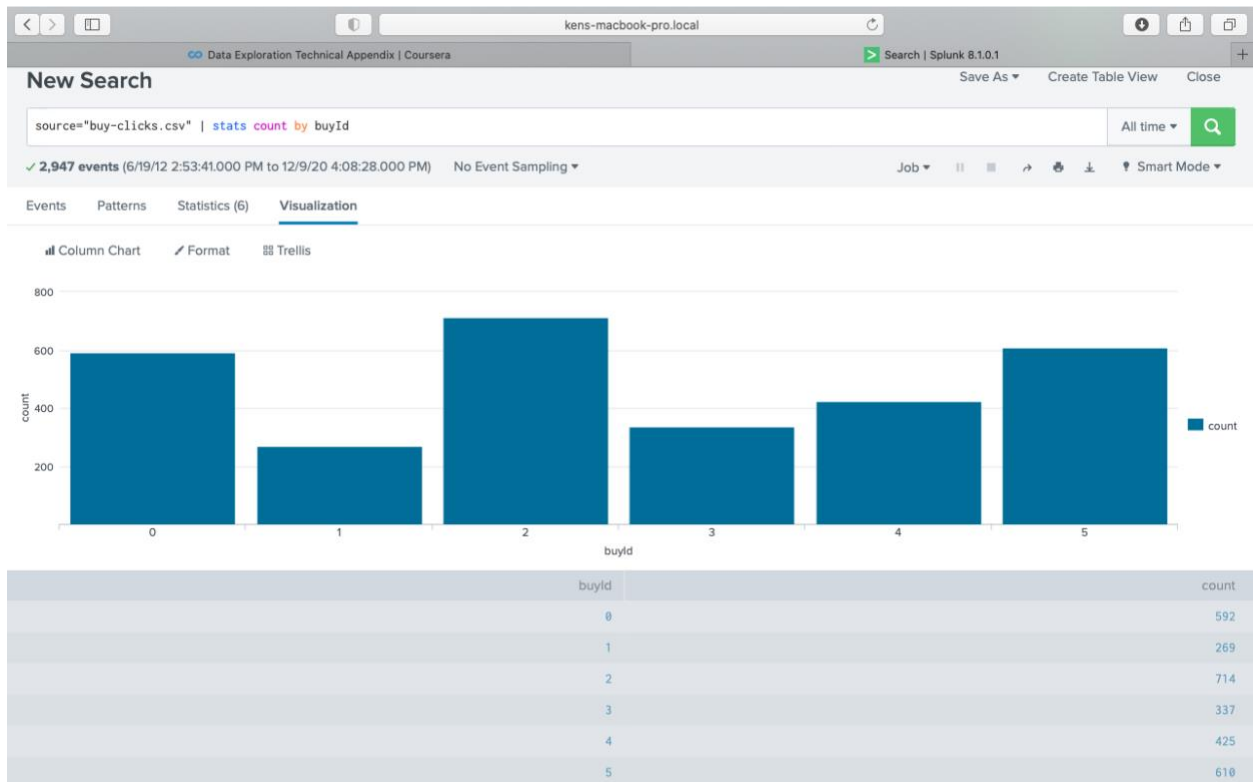 kens-macbook-pro.local
Data Exploration Technical Appendix | Coursera
Search | Splunk 8.1.0.1
New Search
Save As
Create Table View
Close
source="buy-clicks.csv" | stats count by buyId
All time
✓ 2,947 events (6/19/12 2:53:41.000 PM to 12/9/20 4:08:28.000 PM)
No Event Sampling
Job
Smart Mode
Events
Patterns
Statistics (6)
Visualization
Column Chart
Format
Trellis
800
600
400
200
count
0 1 2 3 4 5
buyId
count
buyId count
0 592
1 269
2 714
3 337
4 425
5 610